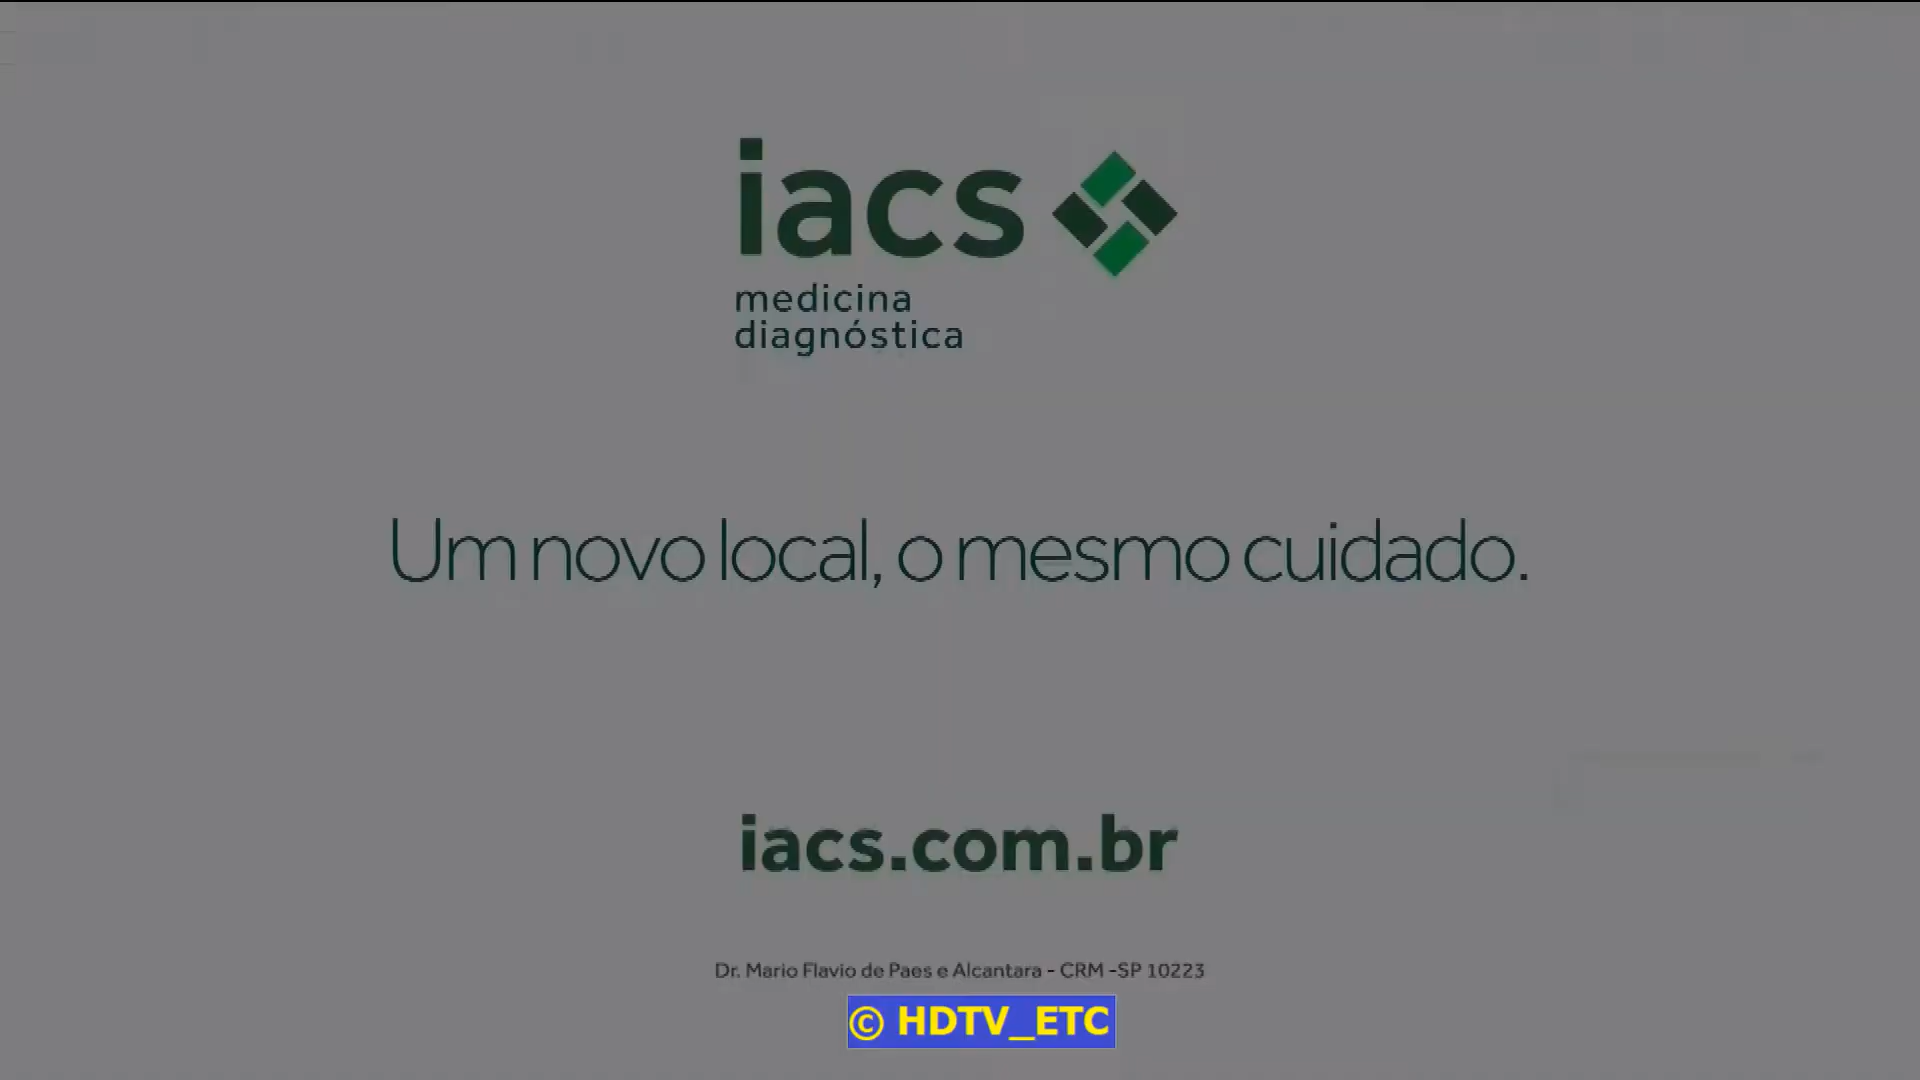 iacs
medicina
diagnóstica
Um novo local, o mesmo cuidado.
iacs.com.br
Dr. Mario Flavio de Paes e Alcantara - CRM -SP 10223
© HDTV_ETC